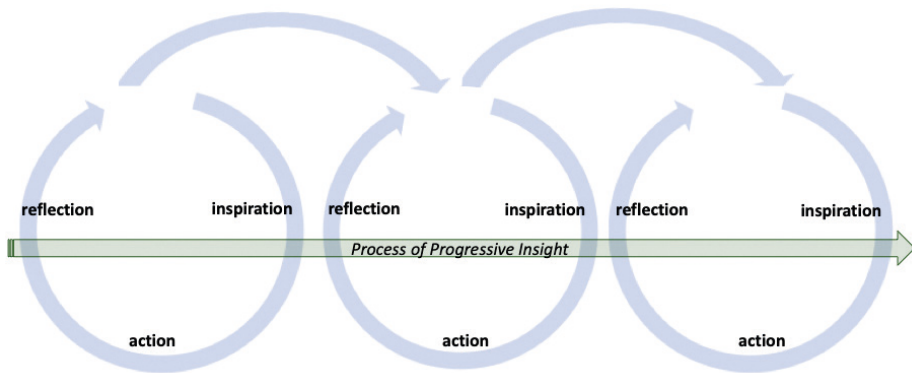 reflection inspiration reflection inspiration reflection inspiration
Process of Progressive Insight
action action action